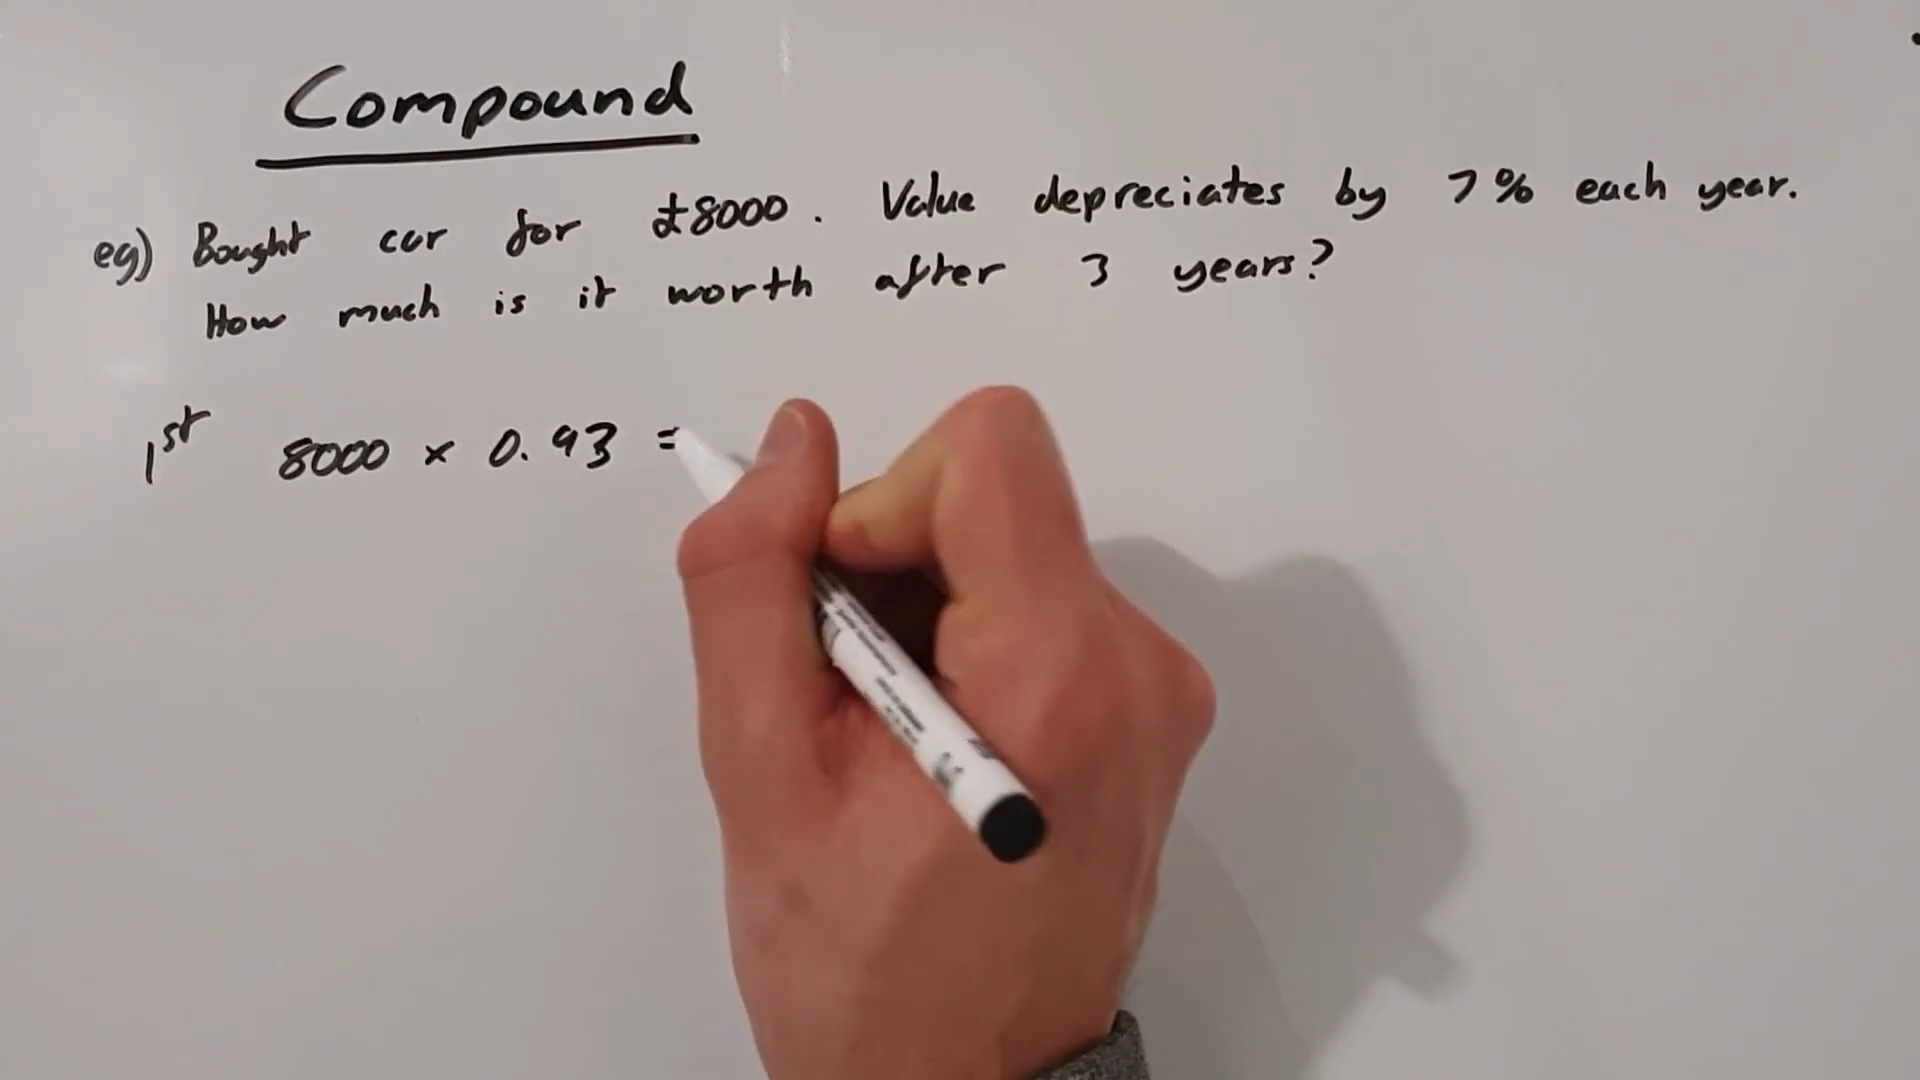 Compound
eg) Bought car for £8000. Value depreciates by 7% each year.
How much is it worth after 3 years?
1st 8000 × 0.93 =